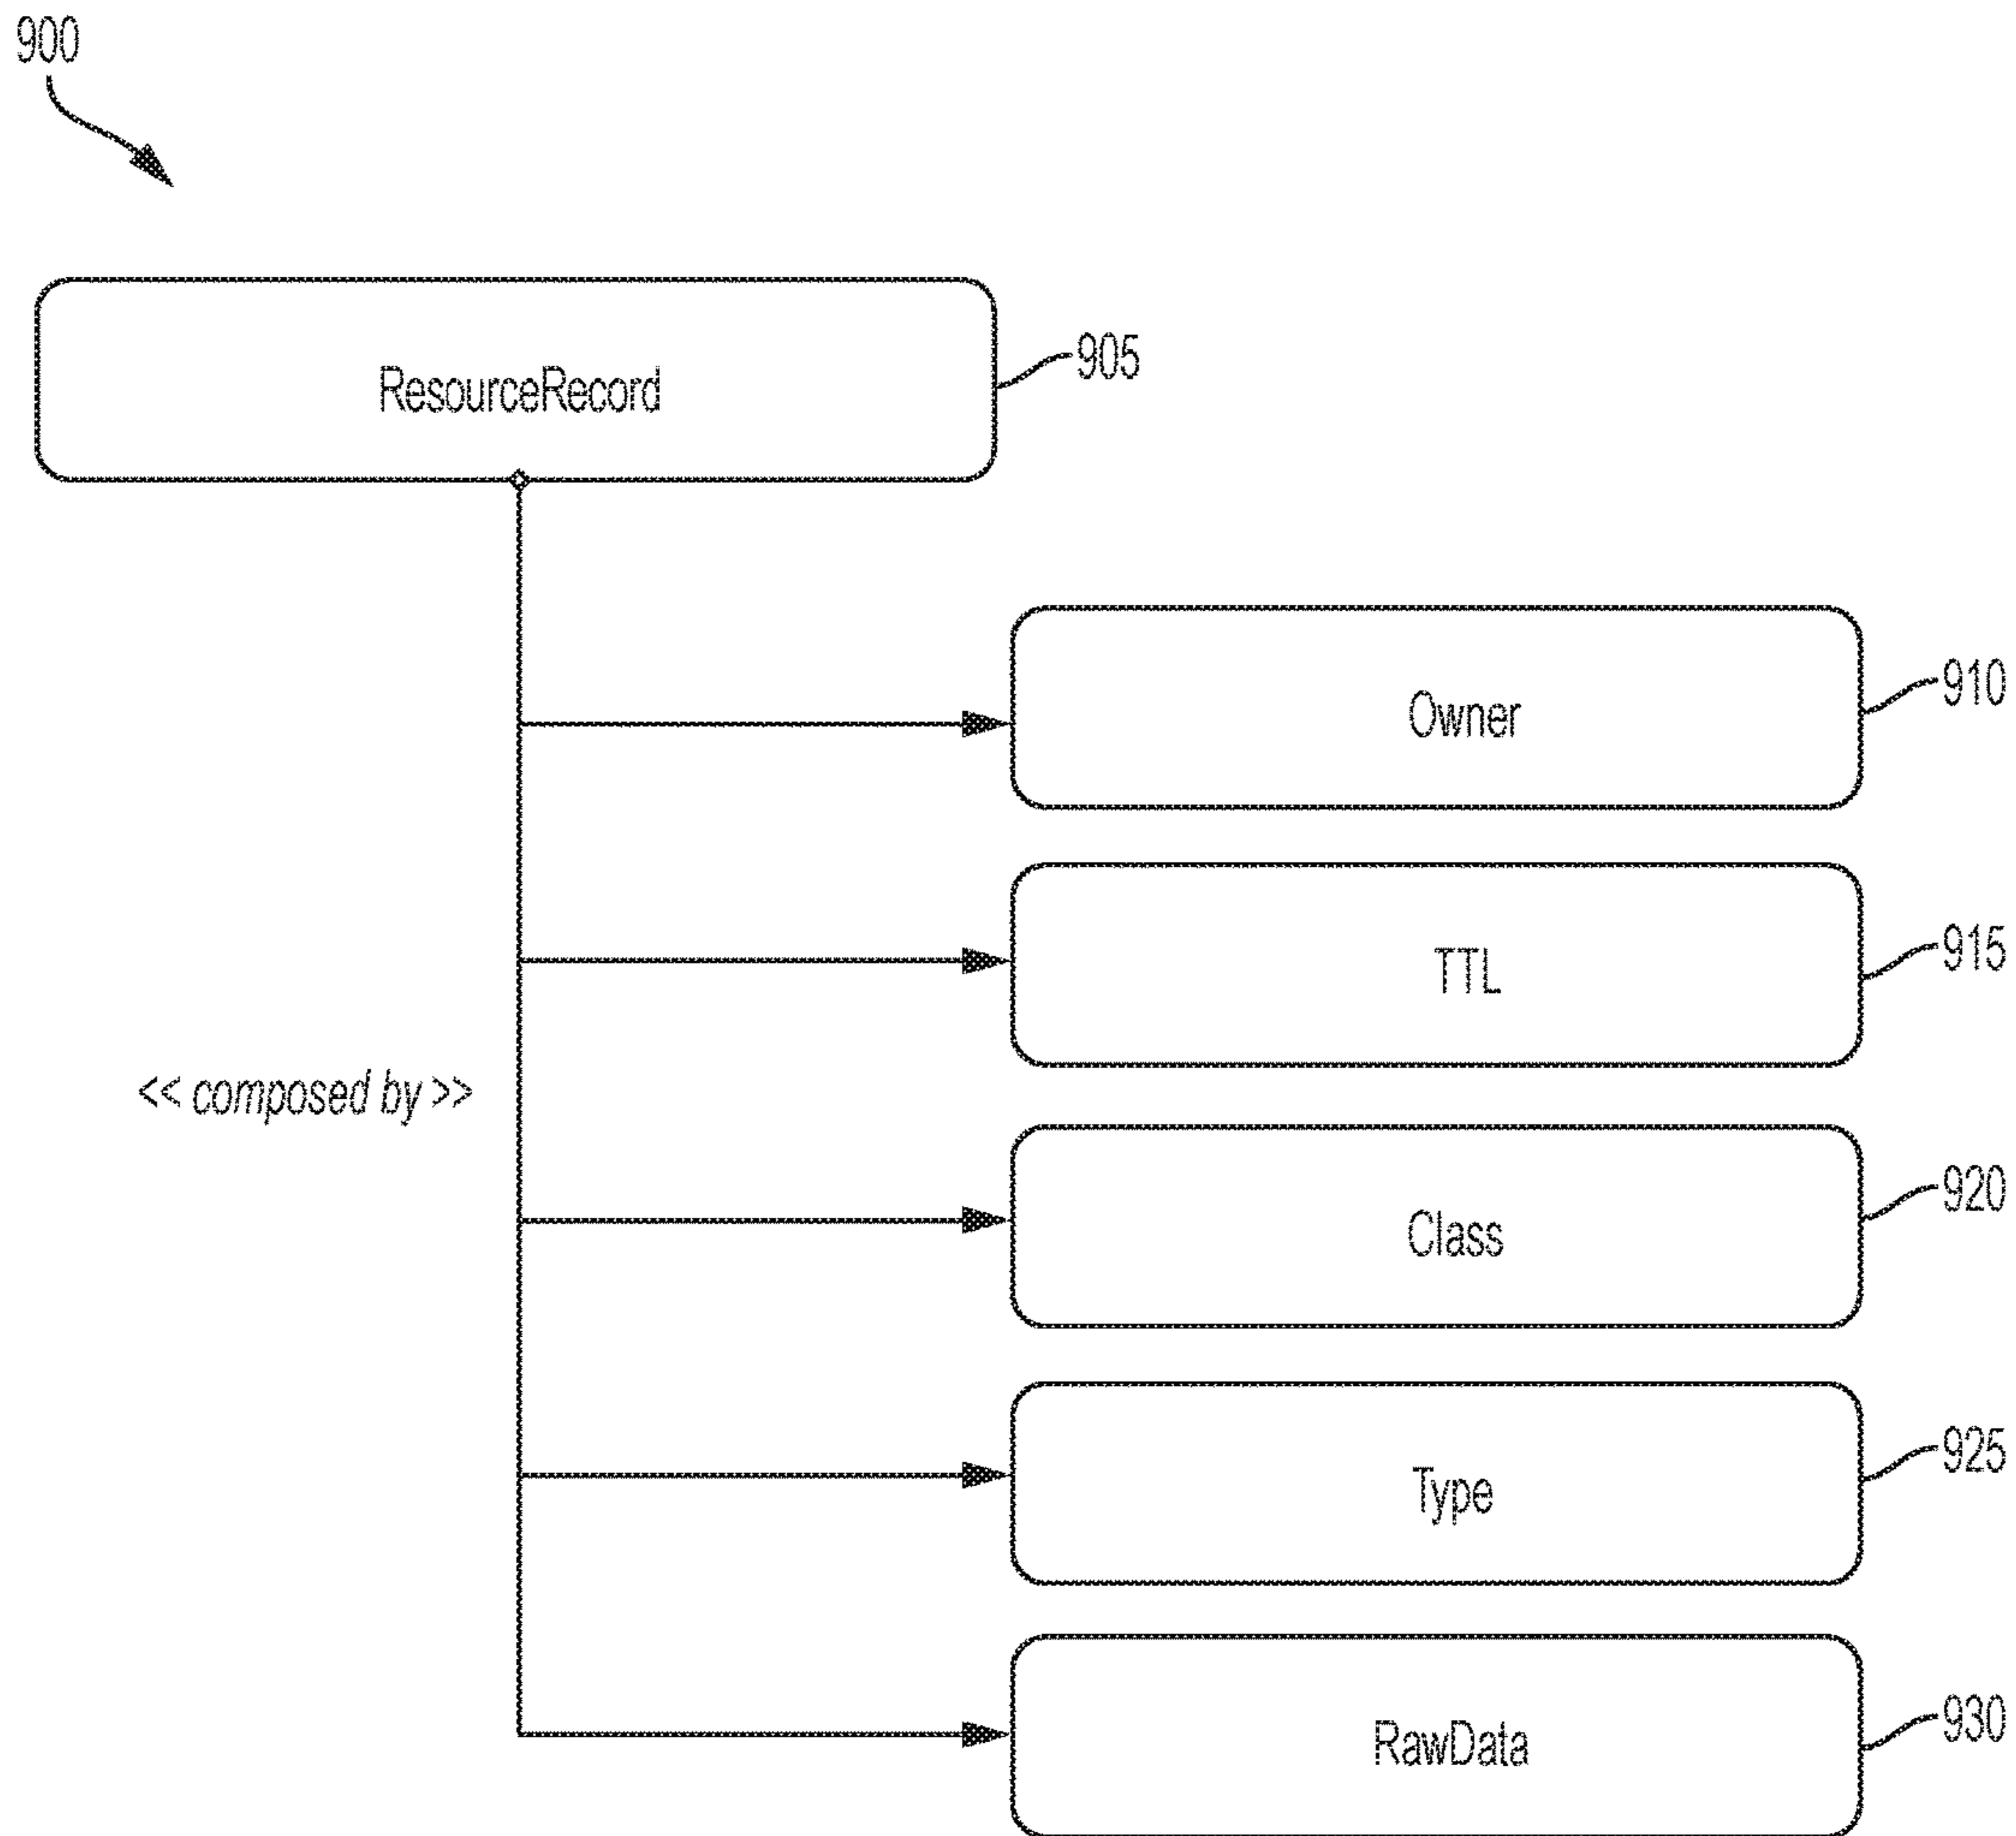 900
ResourceRecord
905
Owner
910
TTL
915
<< composed by >>
Class
920
Type
925
RawData
930